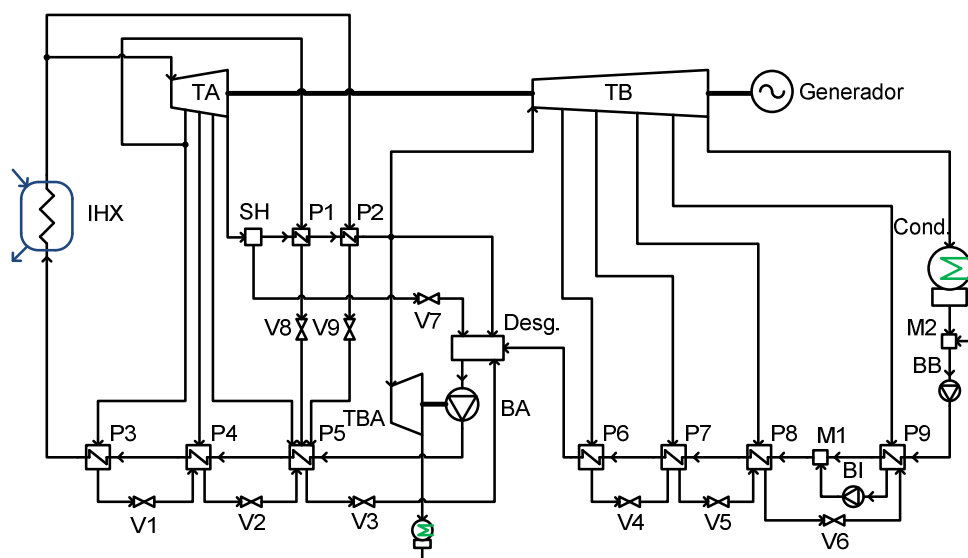 TA
TB
Generador
IHX
SH
P1
P2
Cond.
V7
Desg.
V8
V9
M2
BB
TBA
BA
P3
P4
P5
P6
P7
P8
M1
P9
BI
V1
V2
V3
V4
V5
V6